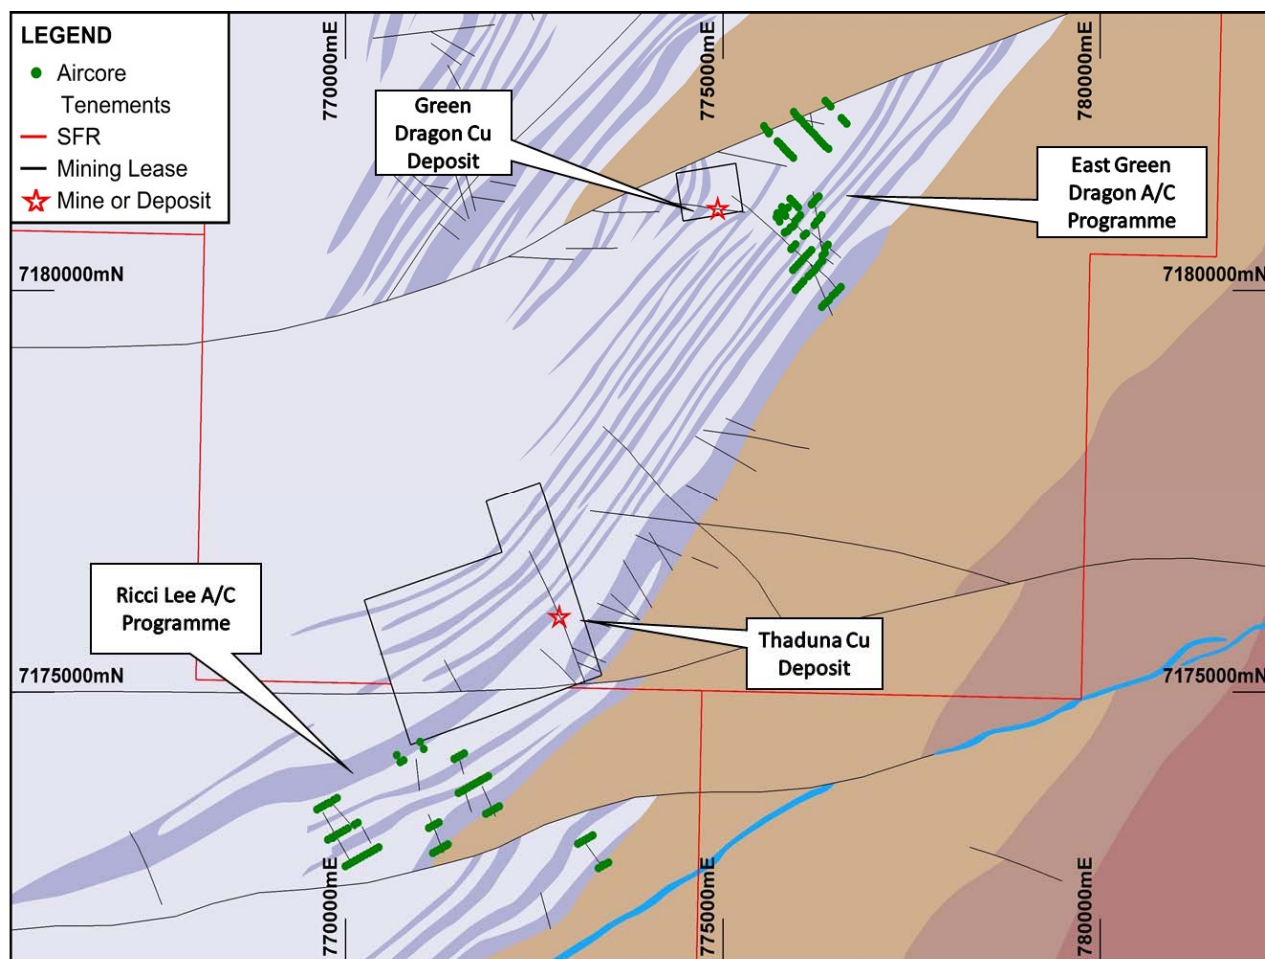 LEGEND
Aircore
Tenements
SFR
Mining Lease
Mine or Deposit
770000mE
775000mE
780000mE
Green
Dragon Cu
Deposit
East Green
Dragon A/C
Programme
7180000mN
7180000mN
Ricci Lee A/C
Programme
Thaduna Cu
Deposit
7175000mN
7175000mN
770000mE
775000mE
780000mE